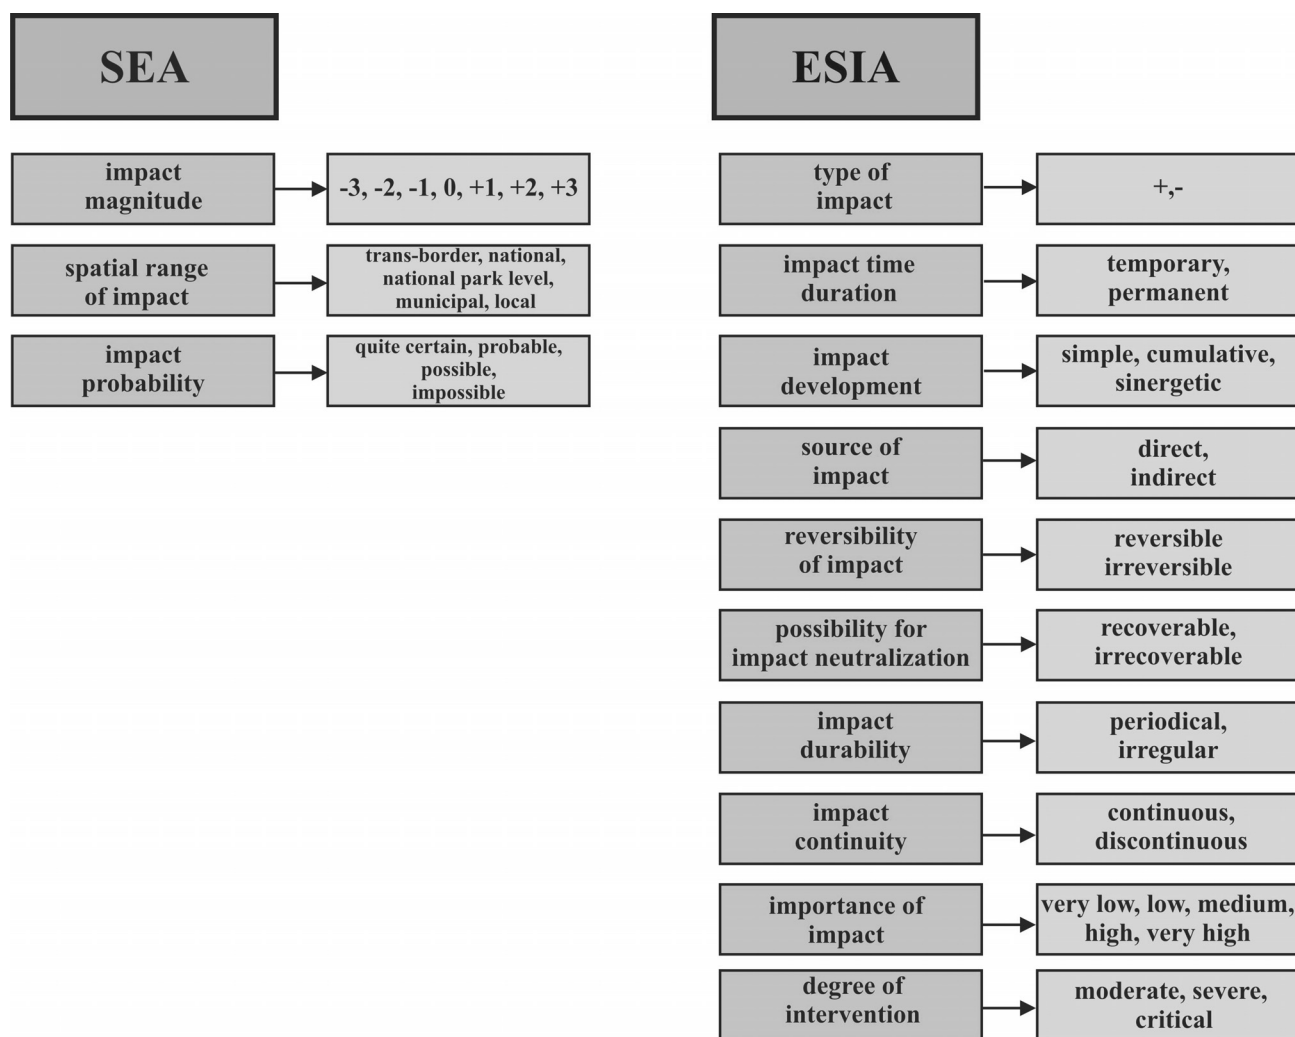 SEA
impact
magnitude
-3, -2, -1, 0, +1, +2, +3
spatial range
of impact
trans-border, national,
national park level,
municipal, local
impact
probability
quite certain, probable,
possible,
impossible
ESIA
type of
impact
+,-
impact time
duration
temporary,
permanent
impact
development
simple, cumulative,
sinergetic
source of
impact
direct,
indirect
reversibility
of impact
reversible
irreversible
possibility for
impact neutralization
recoverable,
irrecoverable
impact
durability
periodical,
irregular
impact
continuity
continuous,
discontinuous
importance of
impact
very low, low, medium,
high, very high
degree of
intervention
moderate, severe,
critical